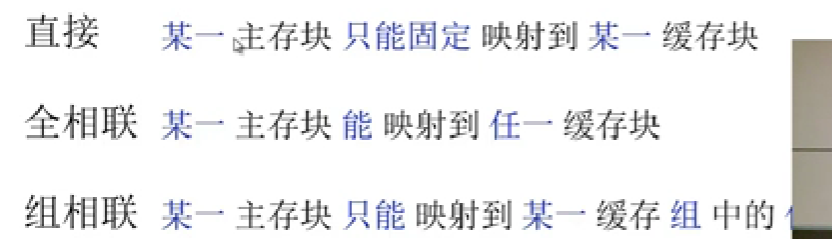 直接 某一 主存块 只能固定 映射到 某一 缓存块
全相联 某一 主存块 能 映射到 任一 缓存块
组相联 某一 主存块 只能 映射到 某一 缓存 组 中的